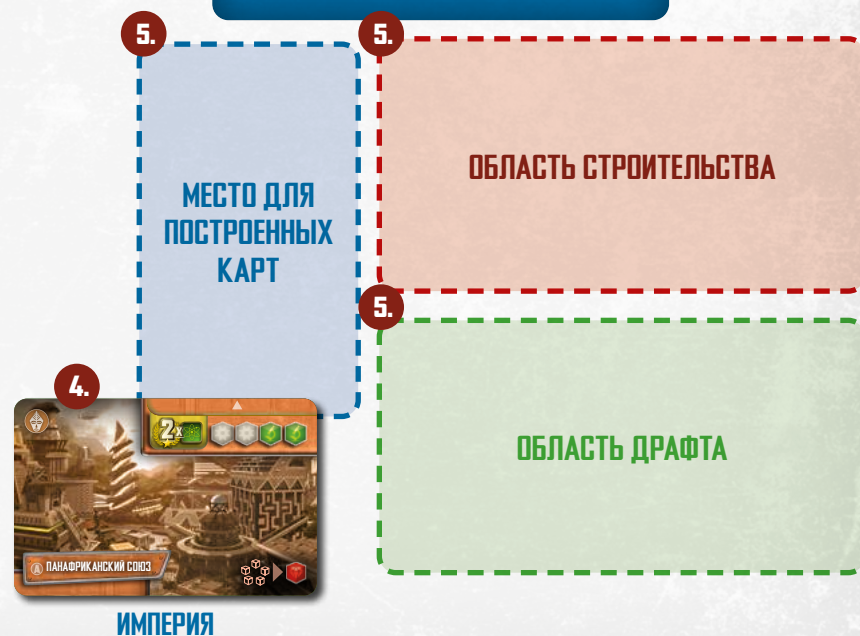 5.
МЕСТО ДЛЯ
ПОСТРОЕННЫХ
КАРТ
5.
ОБЛАСТЬ СТРОИТЕЛЬСТВА
5.
ОБЛАСТЬ ДРАФТА
4.
2x
A ПАНАФРИКАНСКИЙ СОЮЗ
ИМПЕРИЯ